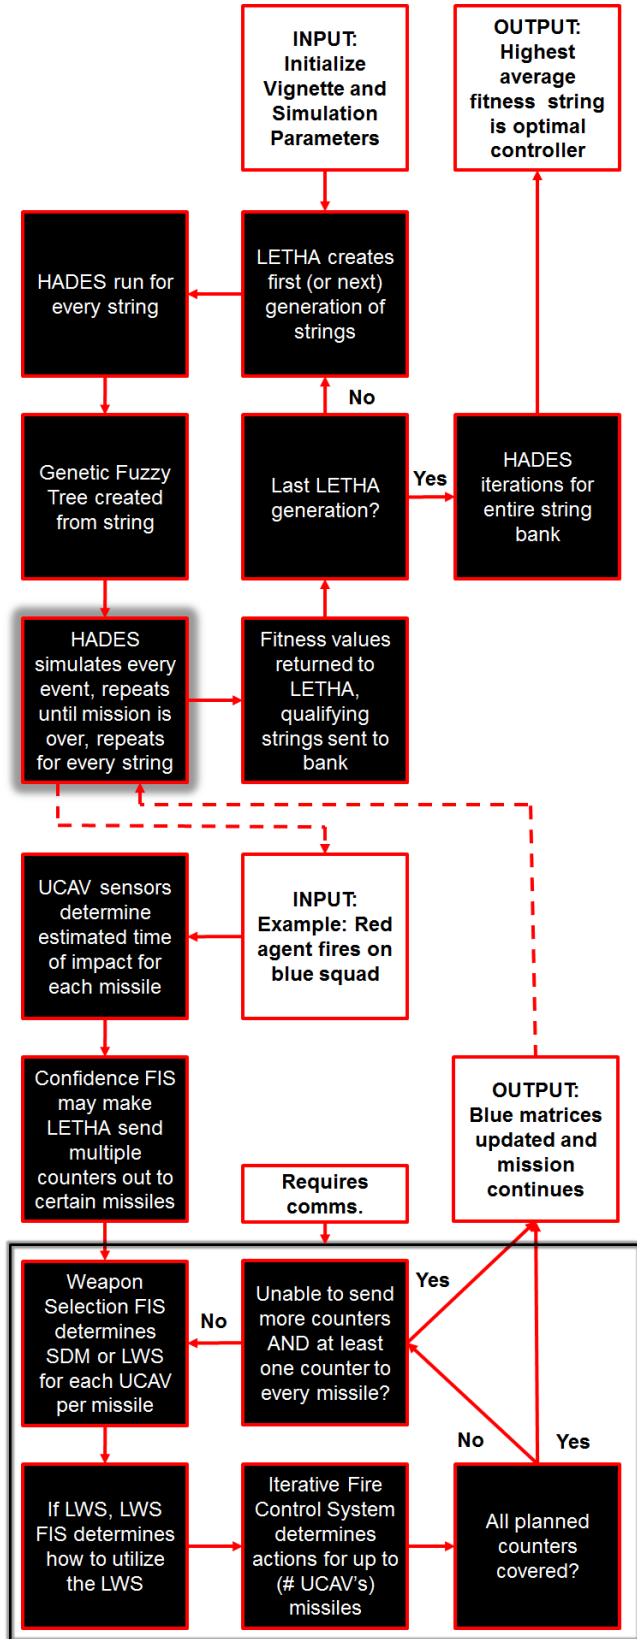 INPUT:
Initialize
Vignette and
Simulation
Parameters
OUTPUT:
Highest
average
fitness string
is optimal
controller
HADES run for
every string
LETHA creates
first (or next)
generation of
strings
No
Genetic Fuzzy
Tree created
from string
Last LETHA
generation?
Yes
HADES
iterations for
entire string
bank
HADES
simulates every
event, repeats
until mission is
over, repeats
for every string
Fitness values
returned to
LETHA,
qualifying
strings sent to
bank
UCAV sensors
determine
estimated time
of impact for
each missile
INPUT:
Example: Red
agent fires on
blue squad
Confidence FIS
may make
LETHA send
multiple
counters out to
certain missiles
Requires
comms.
OUTPUT:
Blue matrices
updated and
mission
continues
Weapon
Selection FIS
determines
SDM or LWS
for each UCAV
per missile
No
Unable to send
more counters
AND at least
one counter to
every missile?
Yes
No
Yes
If LWS, LWS
FIS determines
how to utilize
the LWS
Iterative Fire
Control System
determines
actions for up to
(# UCAV's)
missiles
All planned
counters
covered?